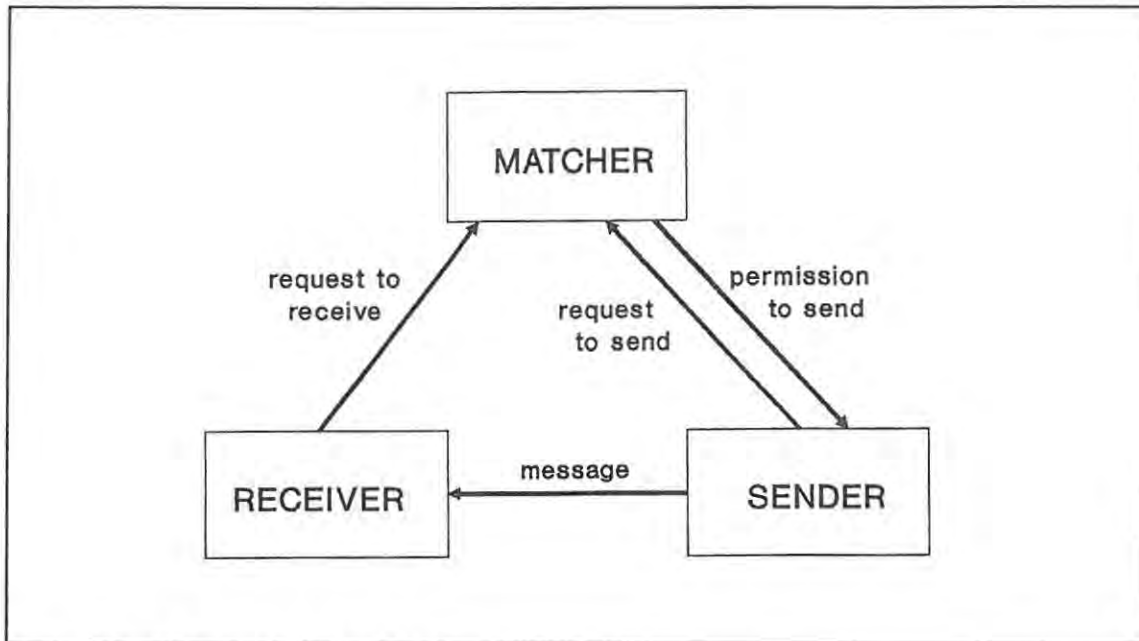 MATCHER
request to
receive
request
to send
permission
to send
message
RECEIVER
SENDER